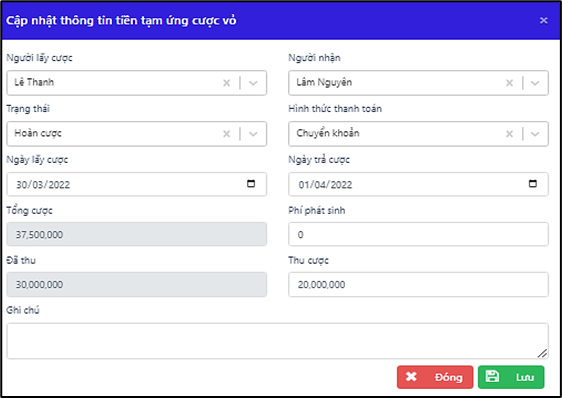 Cập nhật thông tin tiền tạm ứng cược vỏ ×
Người lấy cược Người nhận
Lê Thanh Lâm Nguyên
Trạng thái Hình thức thanh toán
Hoàn cược Chuyển khoản
Ngày lấy cược Ngày trả cược
30/03/2022 01/04/2022
Tổng cược Phí phát sinh
37,500,000 0
Đã thu Thu cược
30,000,000 20,000,000
Ghi chú
Đóng Lưu